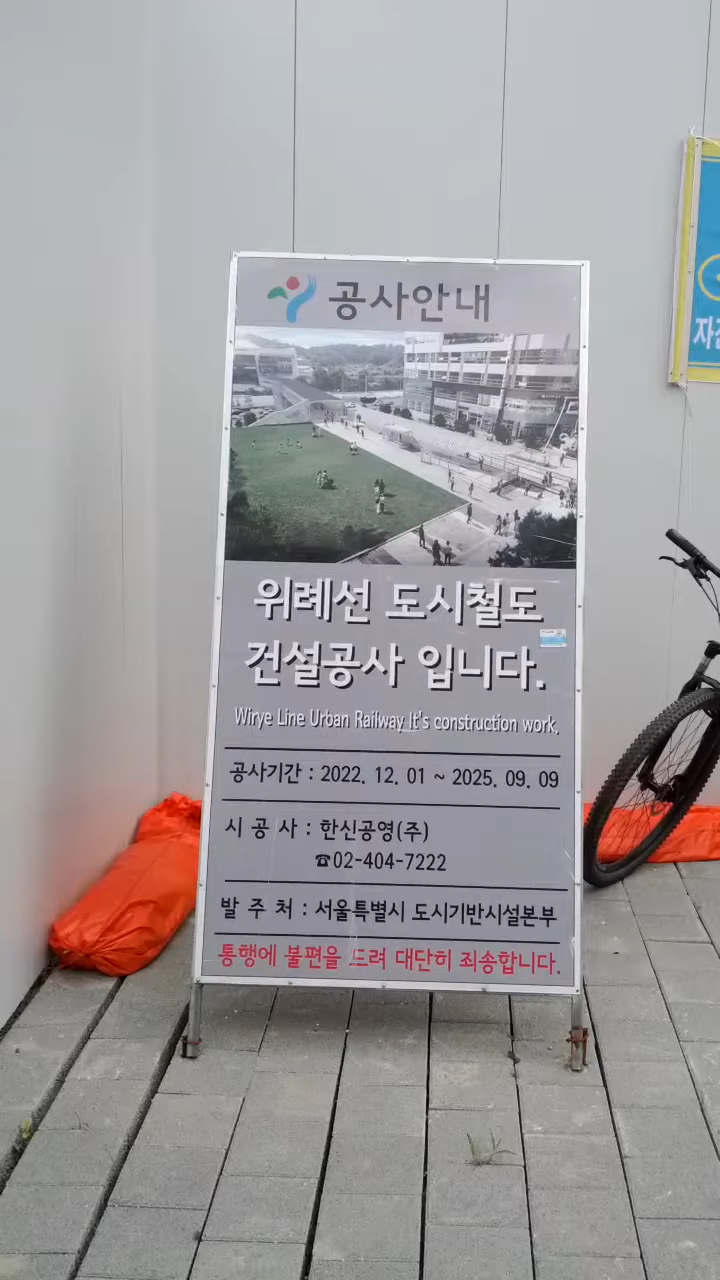 공사안내
위례선 도시철도
건설공사 입니다.
Wirye Line Urban Railway It's construction work.
공사기간 : 2022. 12. 01 ~ 2025. 09. 09
시 공 사 : 한신공영(주)
☎02-404-7222
발 주 처 : 서울특별시 도시기반시설본부
통행에 불편을 드려 대단히 죄송합니다.